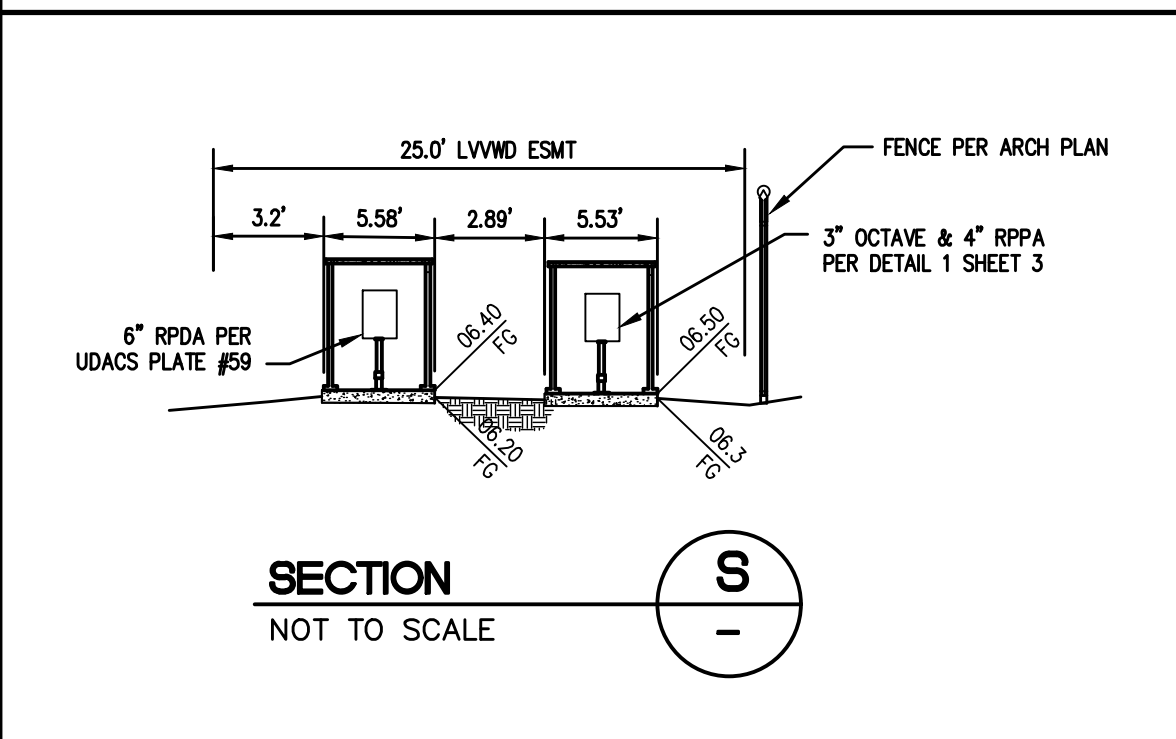 25.0' LVVWD ESMT
FENCE PER ARCH PLAN
3.2'
5.58'
2.89'
5.53'
3" OCTAVE & 4" RPPA
PER DETAIL 1 SHEET 3
6" RPDA PER
UDACS PLATE #59
06.40
FG
06.50
FG
06.20
FG
06.3
FG
SECTION
S
NOT TO SCALE
-